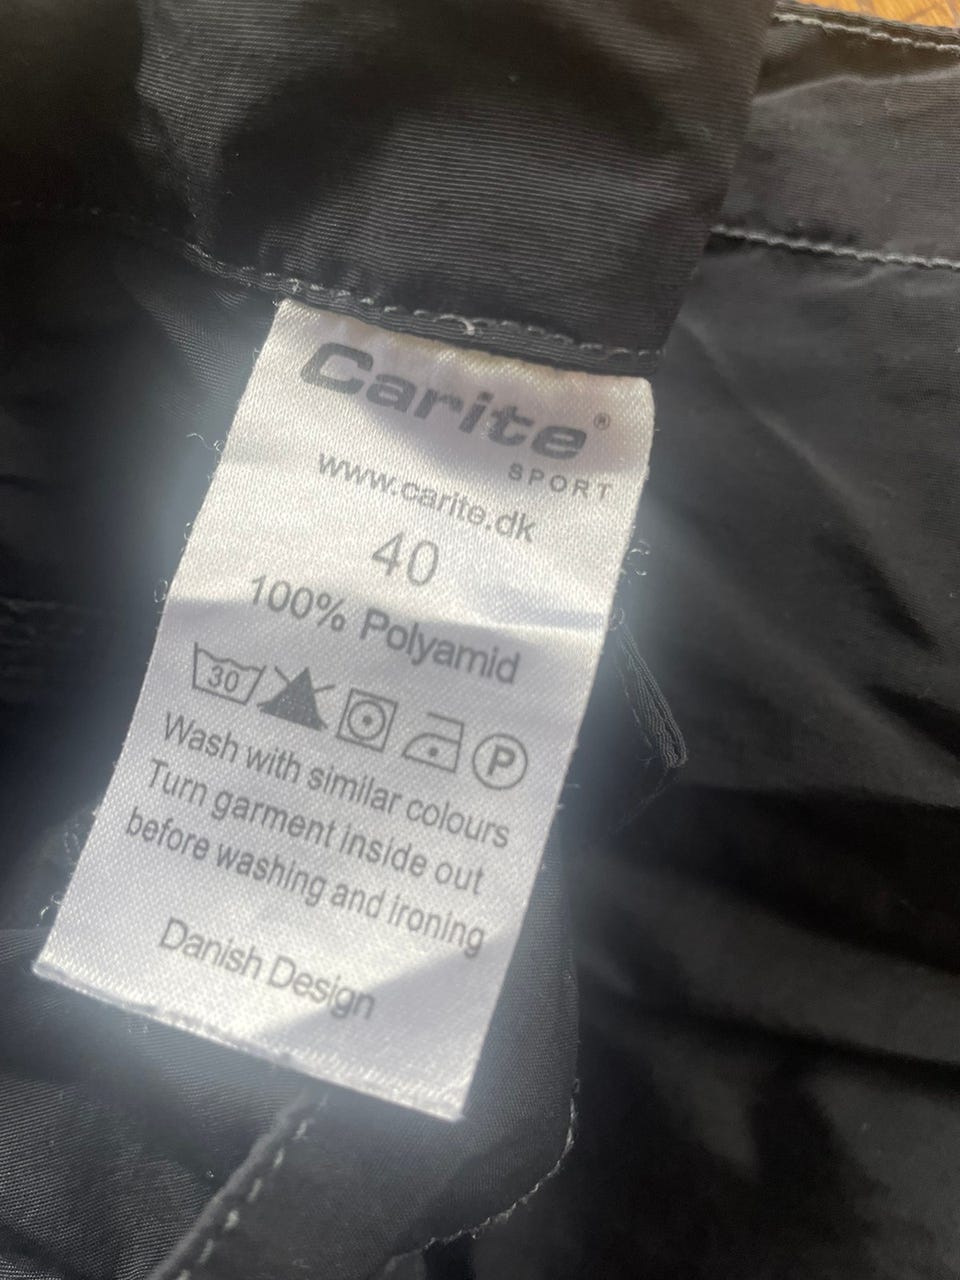 Carite®
SPORT
www.carite.dk
40
100% Polyamid
30 P
Wash with similar colours
Turn garment inside out
before washing and ironing
Danish Design